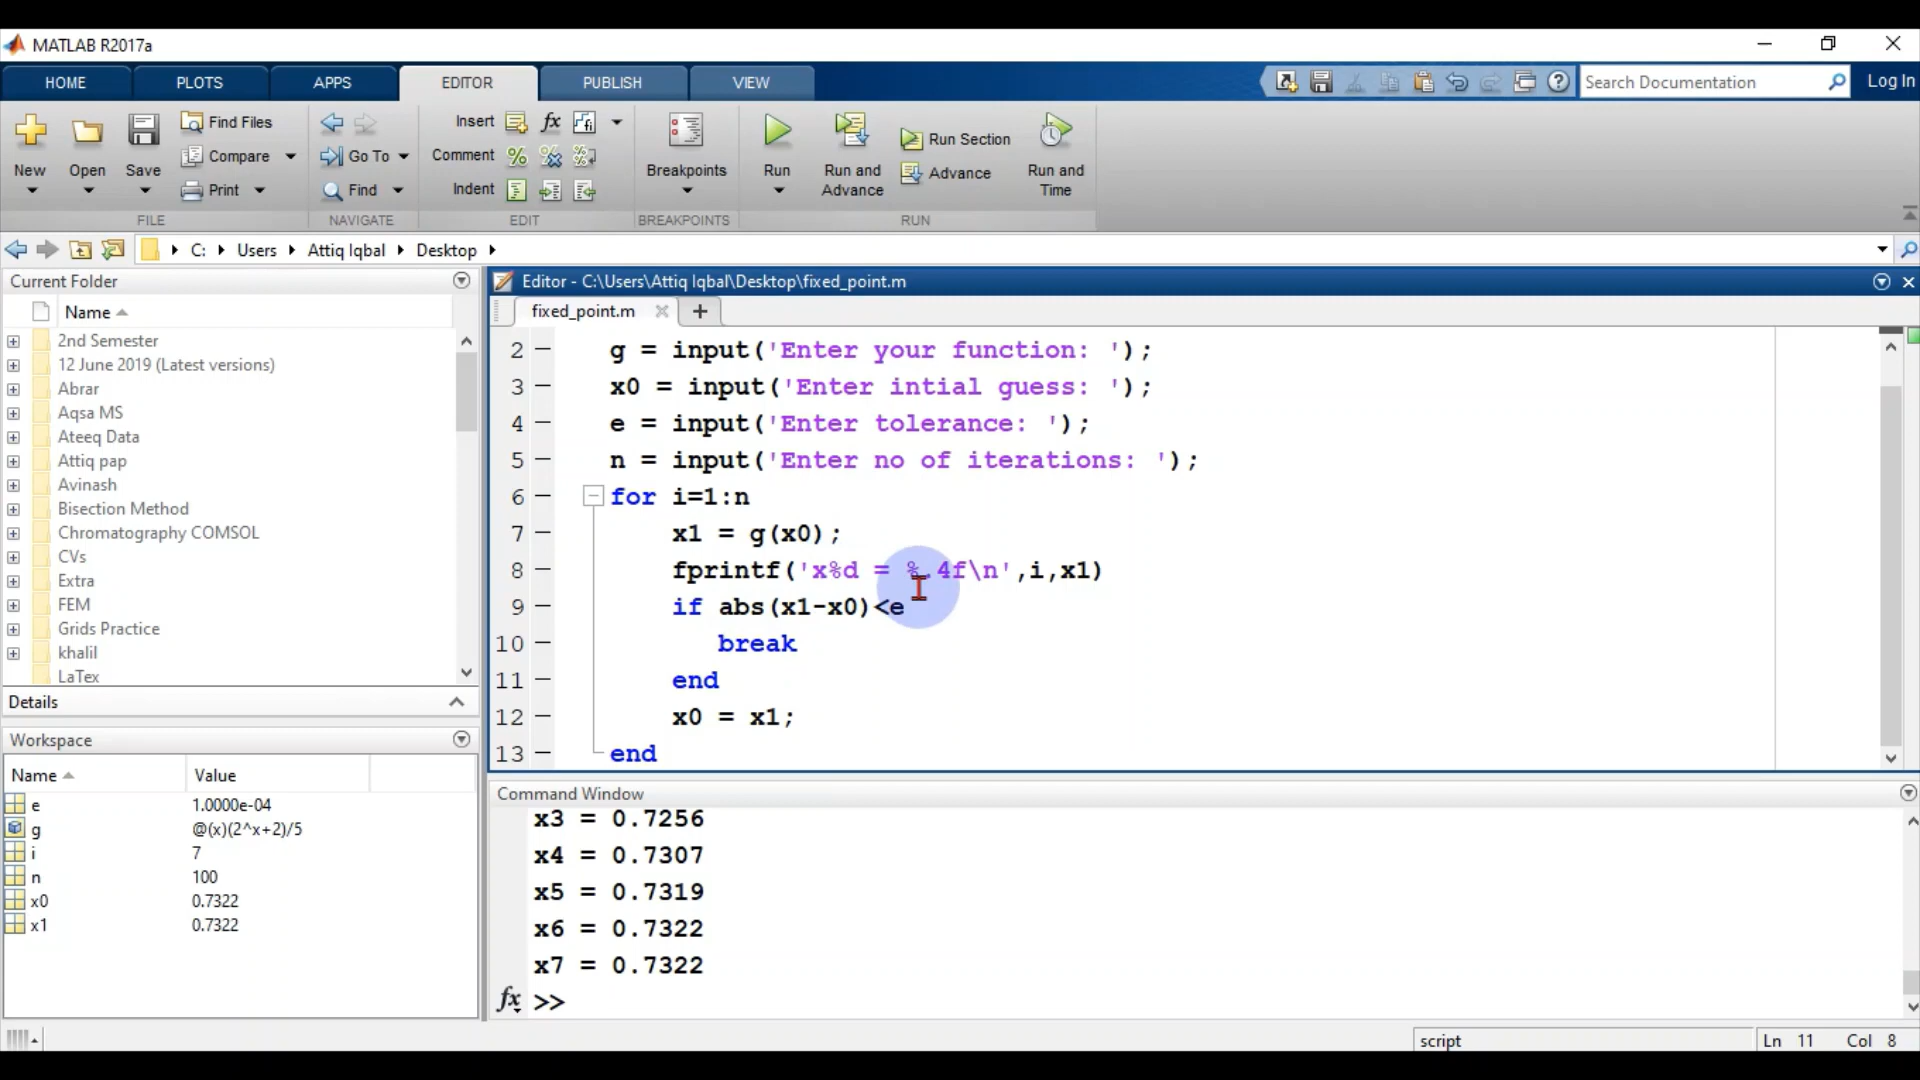 MATLAB R2017a
HOME PLOTS APPS EDITOR PUBLISH VIEW
Search Documentation
Log In
New
Open
Save
Find Files
Compare
Print
FILE
Go To
Find
NAVIGATE
Insert fx
Comment
Indent
EDIT
Breakpoints
BREAKPOINTS
Run
Run and Advance
Run Section
Advance
Run and Time
RUN
C: Users Attiq Iqbal Desktop
Current Folder
Name
2nd Semester
12 June 2019 (Latest versions)
Abrar
Aqsa MS
Ateeq Data
Attiq pap
Avinash
Bisection Method
Chromatography COMSOL
CVs
Extra
FEM
Grids Practice
khalil
LaTex
Details
Workspace
Name Value
e 1.0000e-04
g @(x)(2^x+2)/5
i 7
n 100
x0 0.7322
x1 0.7322
Editor - C:\Users\Attiq Iqbal\Desktop\fixed_point.m
fixed_point.m
2 – g = input('Enter your function: ');
3 – x0 = input('Enter intial guess: ');
4 – e = input('Enter tolerance: ');
5 – n = input('Enter no of iterations: ');
6 – for i=1:n
7 – x1 = g(x0);
8 – fprintf('x%d = %.4f\n',i,x1)
9 – if abs(x1-x0)<e
10 – break
11 – end
12 – x0 = x1;
13 – end
Command Window
x3 = 0.7256
x4 = 0.7307
x5 = 0.7319
x6 = 0.7322
x7 = 0.7322
fx >>
script
Ln 11 Col 8